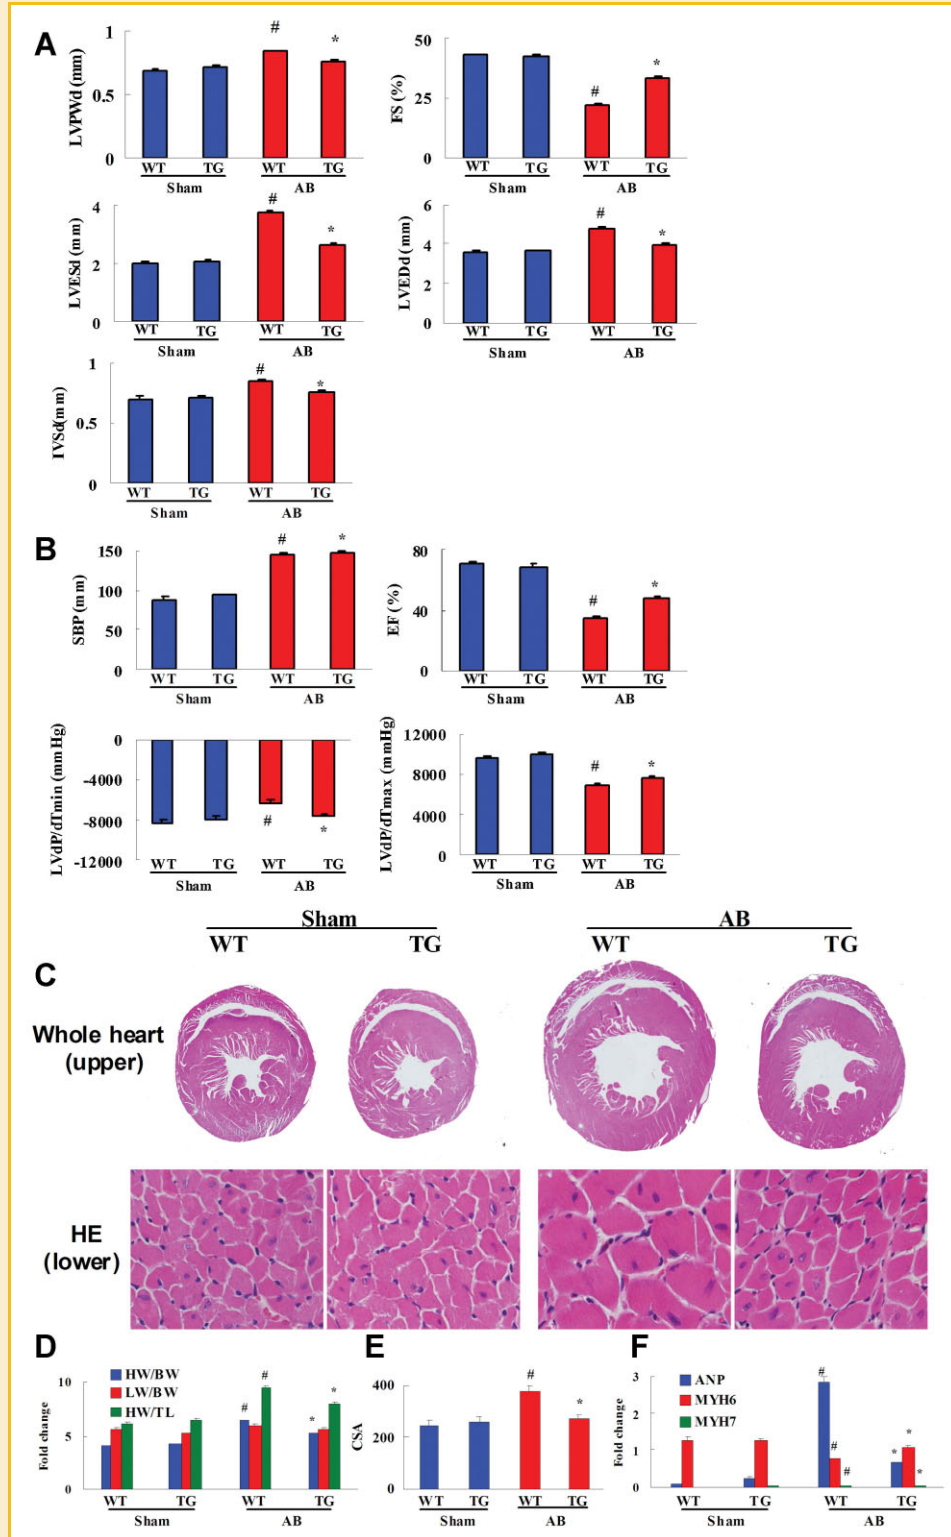 A
LVPWd (mm)
1
0.5
0
#
*
WT TG WT TG
Sham AB
FS (%)
50
25
0
#
*
WT TG WT TG
Sham AB
LVESd (mm)
4
2
0
#
*
WT TG WT TG
Sham AB
LVEDd (mm)
6
4
2
0
#
*
WT TG WT TG
Sham AB
IVSd(mm)
1
0.5
0
#
*
WT TG WT TG
Sham AB
B
SBP (mm)
150
100
50
0
#
*
WT TG WT TG
Sham AB
EF (%)
80
40
0
#
*
WT TG WT TG
Sham AB
LVdP/dTmin (mmHg)
0
-4000
-8000
-12000
#
*
WT TG WT TG
Sham AB
LVdP/dTmax (mmHg)
12000
8000
4000
0
#
*
WT TG WT TG
Sham AB
Sham AB
WT TG WT TG
C
Whole heart
(upper)
HE
(lower)
D
HW/BW
LW/BW
HW/TL
Fold change
10
5
0
# #
* *
WT TG WT TG
Sham AB
E
CSA
400
200
0
#
*
WT TG WT TG
Sham AB
F
ANP
MYH6
MYH7
Fold change
3
2
1
0
# # #
* * *
WT TG WT TG
Sham AB